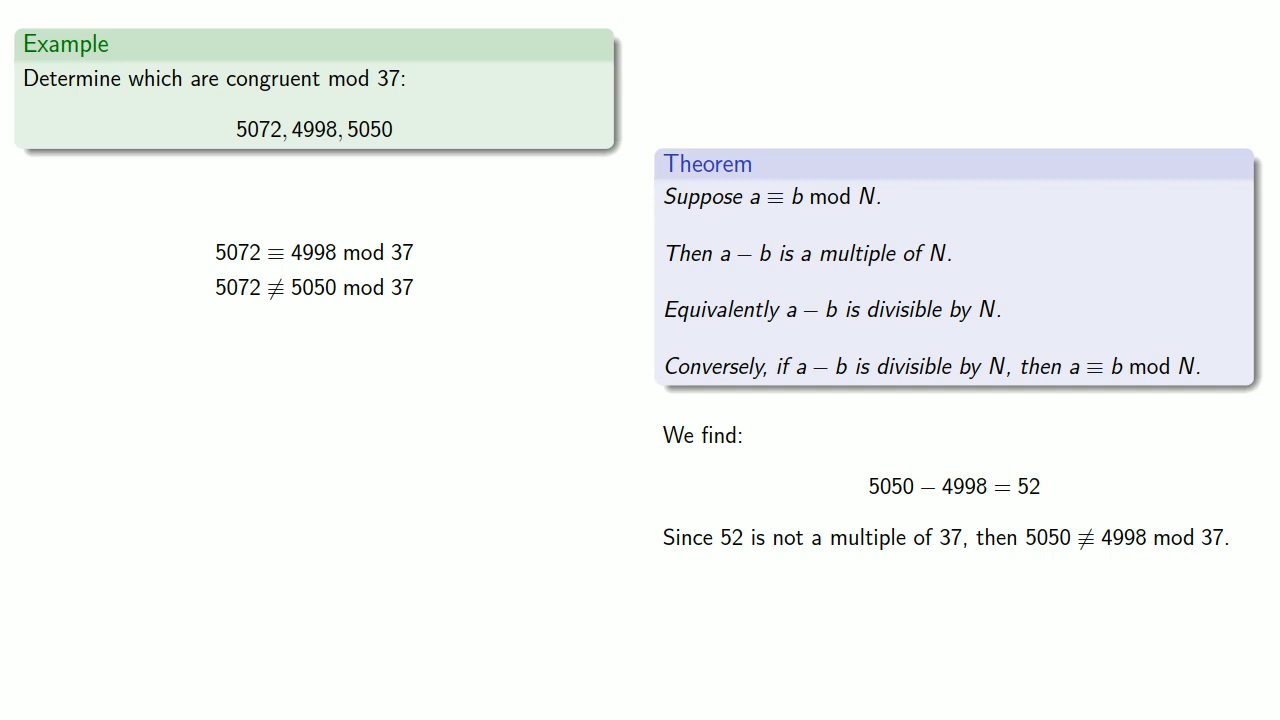 Example
Determine which are congruent mod 37:
5072, 4998, 5050
5072 ≡ 4998 mod 37
5072 ≢ 5050 mod 37
Theorem
Suppose a ≡ b mod N.
Then a − b is a multiple of N.
Equivalently a − b is divisible by N.
Conversely, if a − b is divisible by N, then a ≡ b mod N.
We find:
5050 − 4998 = 52
Since 52 is not a multiple of 37, then 5050 ≢ 4998 mod 37.